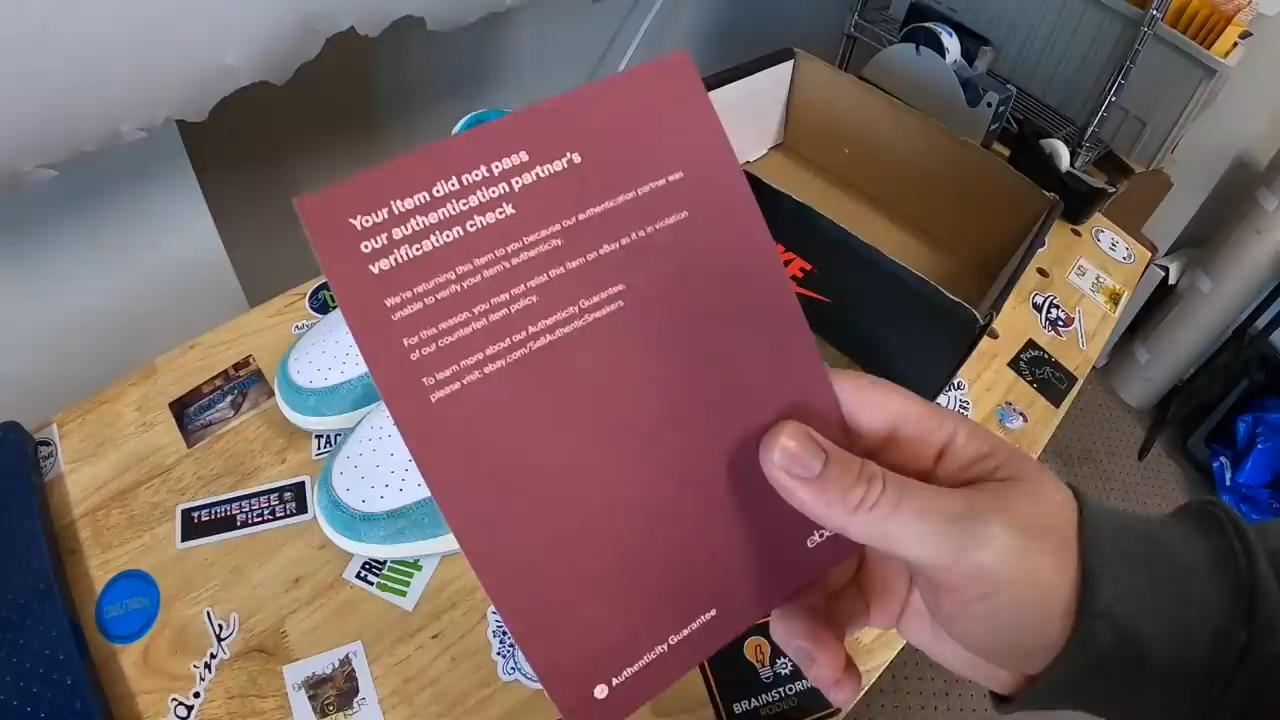 Your item did not pass
our authentication partner's
verification check
We're returning this item to you because our authentication partner was
unable to verify your item's authenticity.
For this reason, you may not relist this item on eBay as it is in violation
of our counterfeit item policy.
To learn more about our Authenticity Guarantee,
please visit: ebay.com/SellAuthenticSneakers
Authenticity Guarantee
TENNESSEE
PICKER
BRAINSTORM
RODEO